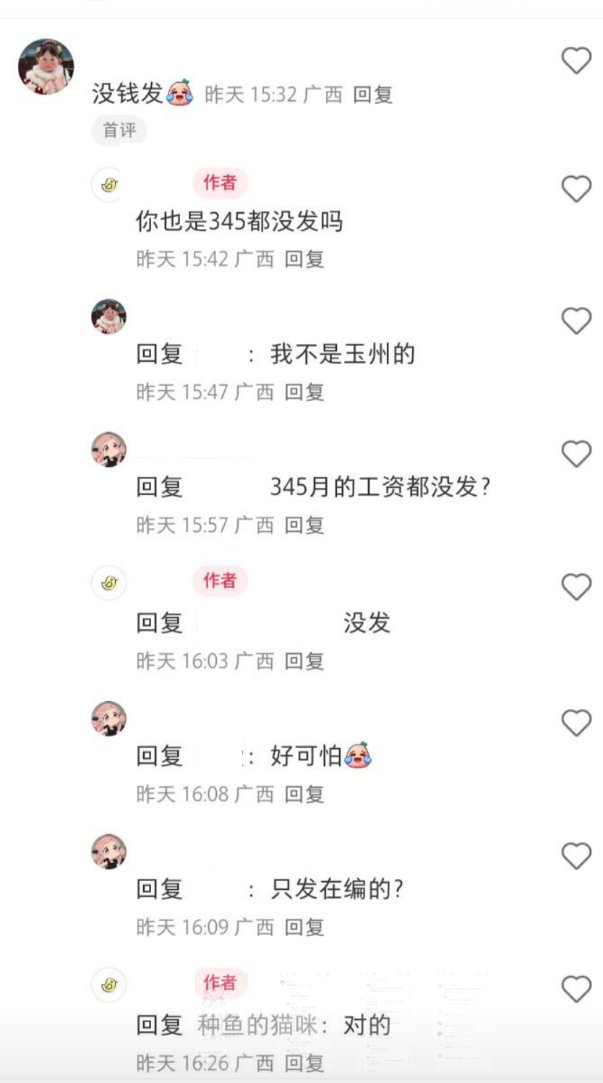 没钱发 昨天 15:32 广西 回复
首评
作者
你也是345都没发吗
昨天 15:42 广西 回复
回复 : 我不是玉州的
昨天 15:47 广西 回复
回复 345月的工资都没发?
昨天 15:57 广西 回复
作者
回复 没发
昨天 16:03 广西 回复
回复 : 好可怕
昨天 16:08 广西 回复
回复 : 只发在编的?
昨天 16:09 广西 回复
作者
回复 种鱼的猫咪: 对的
昨天 16:26 广西 回复